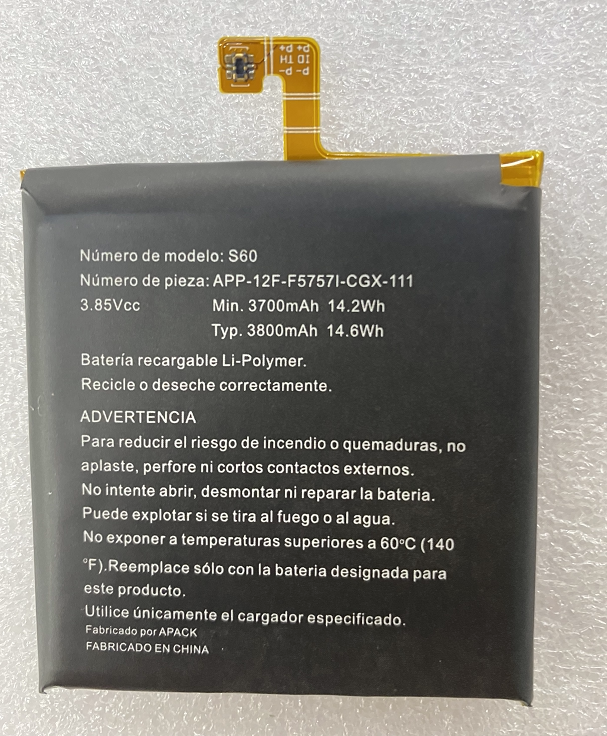 P+ P+
TH ID
P- P-
Número de modelo: S60
Número de pieza: APP-12F-F5757I-CGX-111
3.85Vcc Min. 3700mAh 14.2Wh
Typ. 3800mAh 14.6Wh
Batería recargable Li-Polymer.
Recicle o deseche correctamente.
ADVERTENCIA
Para reducir el riesgo de incendio o quemaduras, no
aplaste, perfore ni cortos contactos externos.
No intente abrir, desmontar ni reparar la bateria.
Puede explotar si se tira al fuego o al agua.
No exponer a temperaturas superiores a 60ºC (140
°F).Reemplace sólo con la bateria designada para
este producto.
Utilice únicamente el cargador especificado.
Fabricado por APACK
FABRICADO EN CHINA